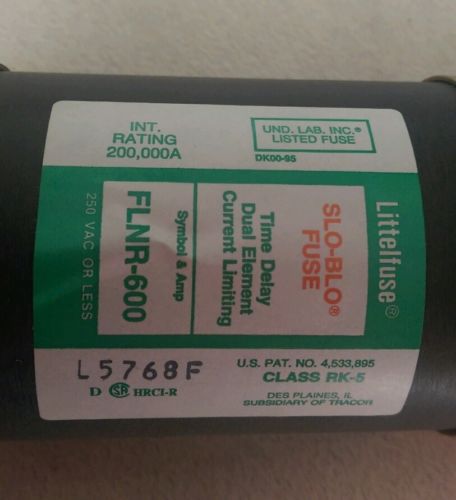 INT.
RATING
200,000A
UND. LAB. INC.®
LISTED FUSE
DK00-95
Littelfuse®
SLO-BLO®
FUSE
Time Delay
Dual Element
Current Limiting
Symbol & Amp
FLNR-600
250 VAC OR LESS
L5768F
D SA HRCI-R
U.S. PAT. NO. 4,533,895
CLASS RK-5
DES PLAINES, IL
SUBSIDIARY OF TRACOR